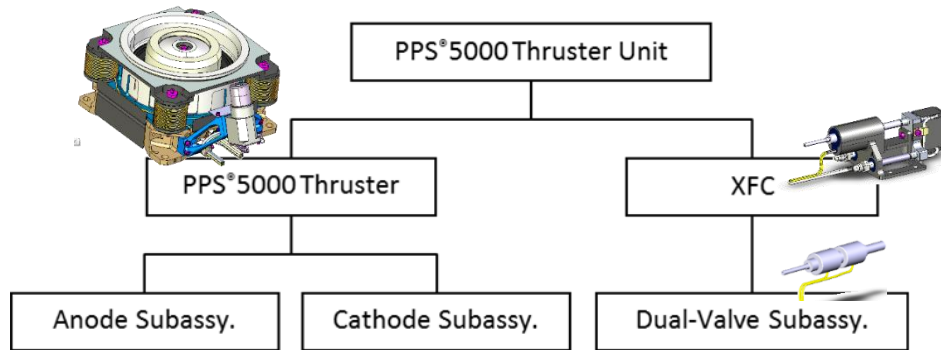 PPS®5000 Thruster Unit
PPS®5000 Thruster
XFC
Anode Subassy.
Cathode Subassy.
Dual-Valve Subassy.